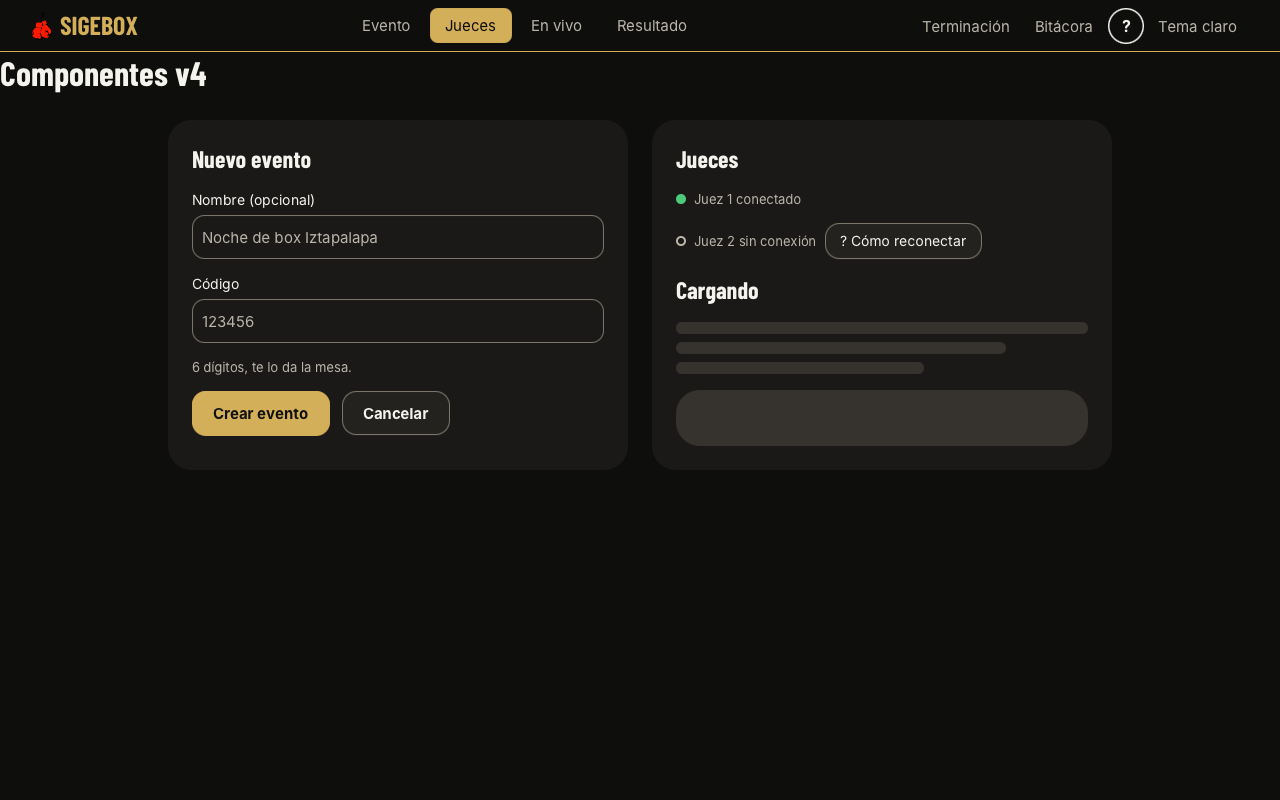 SIGEBOX
Evento
Jueces
En vivo
Resultado
Terminación
Bitácora
?
Tema claro
Componentes v4
Nuevo evento
Nombre (opcional)
Noche de box Iztapalapa
Código
123456
6 dígitos, te lo da la mesa.
Crear evento
Cancelar
Jueces
Juez 1 conectado
Juez 2 sin conexión
? Cómo reconectar
Cargando